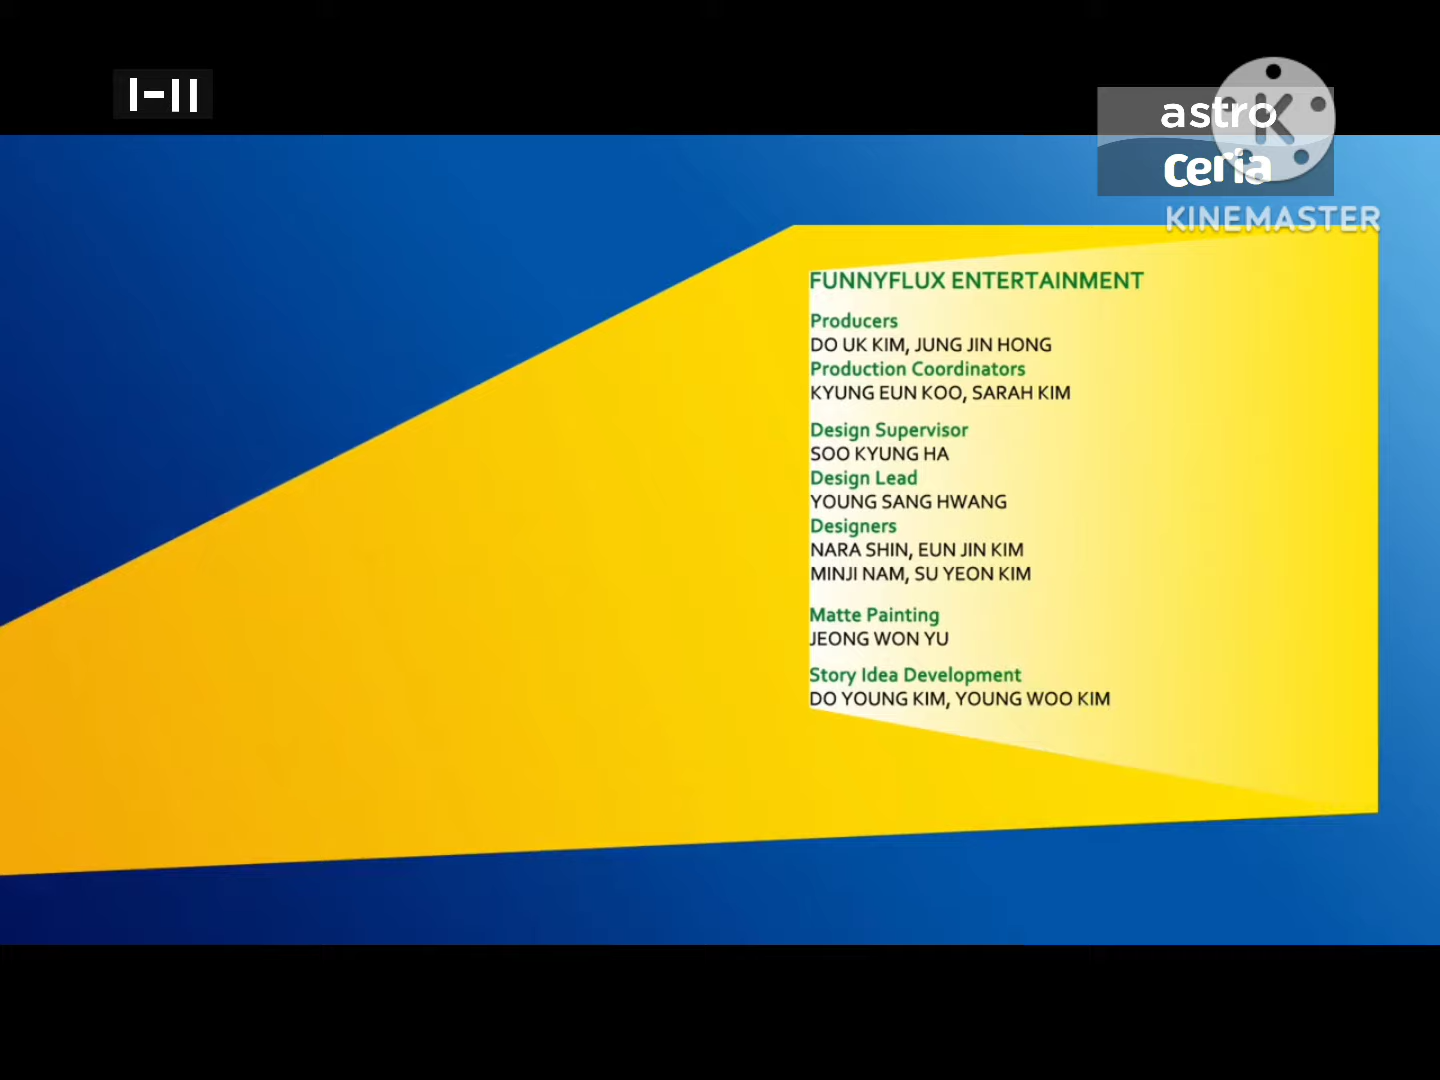 I-II
astro
ceria
K
KINEMASTER
FUNNYFLUX ENTERTAINMENT
Producers
DO UK KIM, JUNG JIN HONG
Production Coordinators
KYUNG EUN KOO, SARAH KIM
Design Supervisor
SOO KYUNG HA
Design Lead
YOUNG SANG HWANG
Designers
NARA SHIN, EUN JIN KIM
MINJI NAM, SU YEON KIM
Matte Painting
JEONG WON YU
Story Idea Development
DO YOUNG KIM, YOUNG WOO KIM